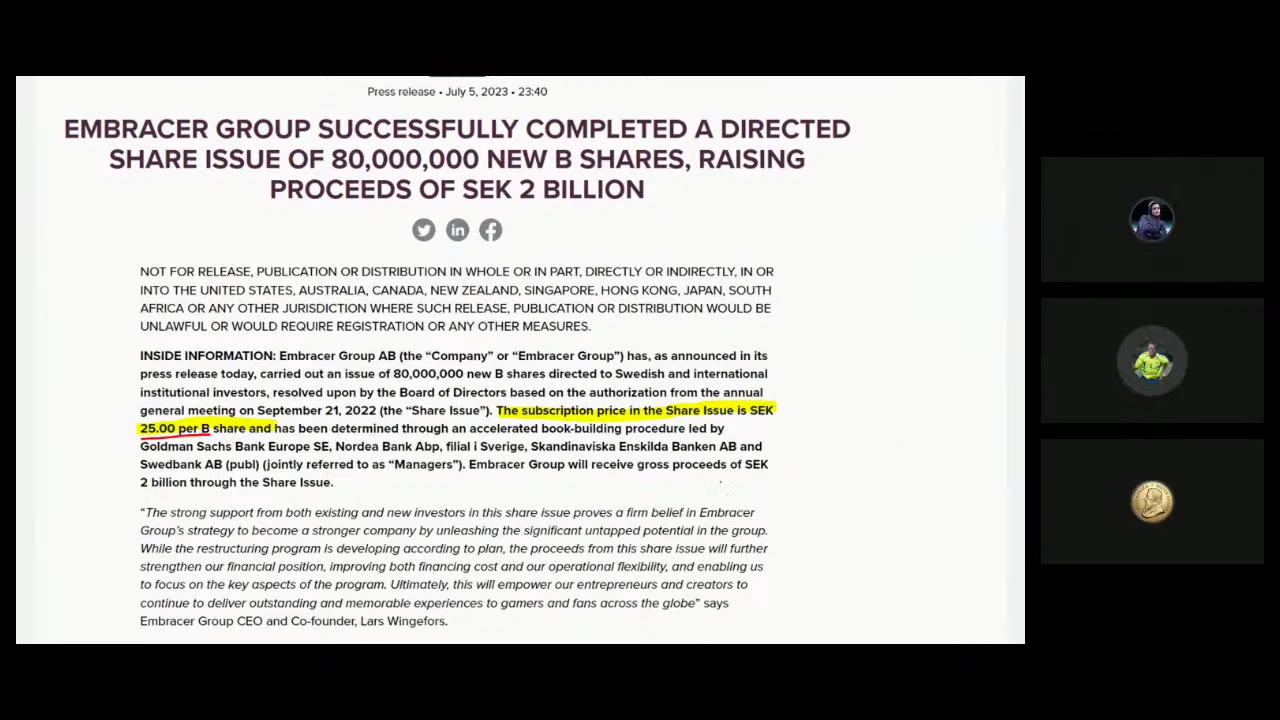 Press release • July 5, 2023 • 23:40
EMBRACER GROUP SUCCESSFULLY COMPLETED A DIRECTED
SHARE ISSUE OF 80,000,000 NEW B SHARES, RAISING
PROCEEDS OF SEK 2 BILLION
NOT FOR RELEASE, PUBLICATION OR DISTRIBUTION IN WHOLE OR IN PART, DIRECTLY OR INDIRECTLY, IN OR
INTO THE UNITED STATES, AUSTRALIA, CANADA, NEW ZEALAND, SINGAPORE, HONG KONG, JAPAN, SOUTH
AFRICA OR ANY OTHER JURISDICTION WHERE SUCH RELEASE, PUBLICATION OR DISTRIBUTION WOULD BE
UNLAWFUL OR WOULD REQUIRE REGISTRATION OR ANY OTHER MEASURES.
INSIDE INFORMATION: Embracer Group AB (the “Company” or “Embracer Group”) has, as announced in its
press release today, carried out an issue of 80,000,000 new B shares directed to Swedish and international
institutional investors, resolved upon by the Board of Directors based on the authorization from the annual
general meeting on September 21, 2022 (the “Share Issue”). The subscription price in the Share Issue is SEK
25.00 per B share and has been determined through an accelerated book-building procedure led by
Goldman Sachs Bank Europe SE, Nordea Bank Abp, filial i Sverige, Skandinaviska Enskilda Banken AB and
Swedbank AB (publ) (jointly referred to as “Managers”). Embracer Group will receive gross proceeds of SEK
2 billion through the Share Issue.
“The strong support from both existing and new investors in this share issue proves a firm belief in Embracer
Group’s strategy to become a stronger company by unleashing the significant untapped potential in the group.
While the restructuring program is developing according to plan, the proceeds from this share issue will further
strengthen our financial position, improving both financing cost and our operational flexibility, and enabling us
to focus on the key aspects of the program. Ultimately, this will empower our entrepreneurs and creators to
continue to deliver outstanding and memorable experiences to gamers and fans across the globe” says
Embracer Group CEO and Co-founder, Lars Wingefors.